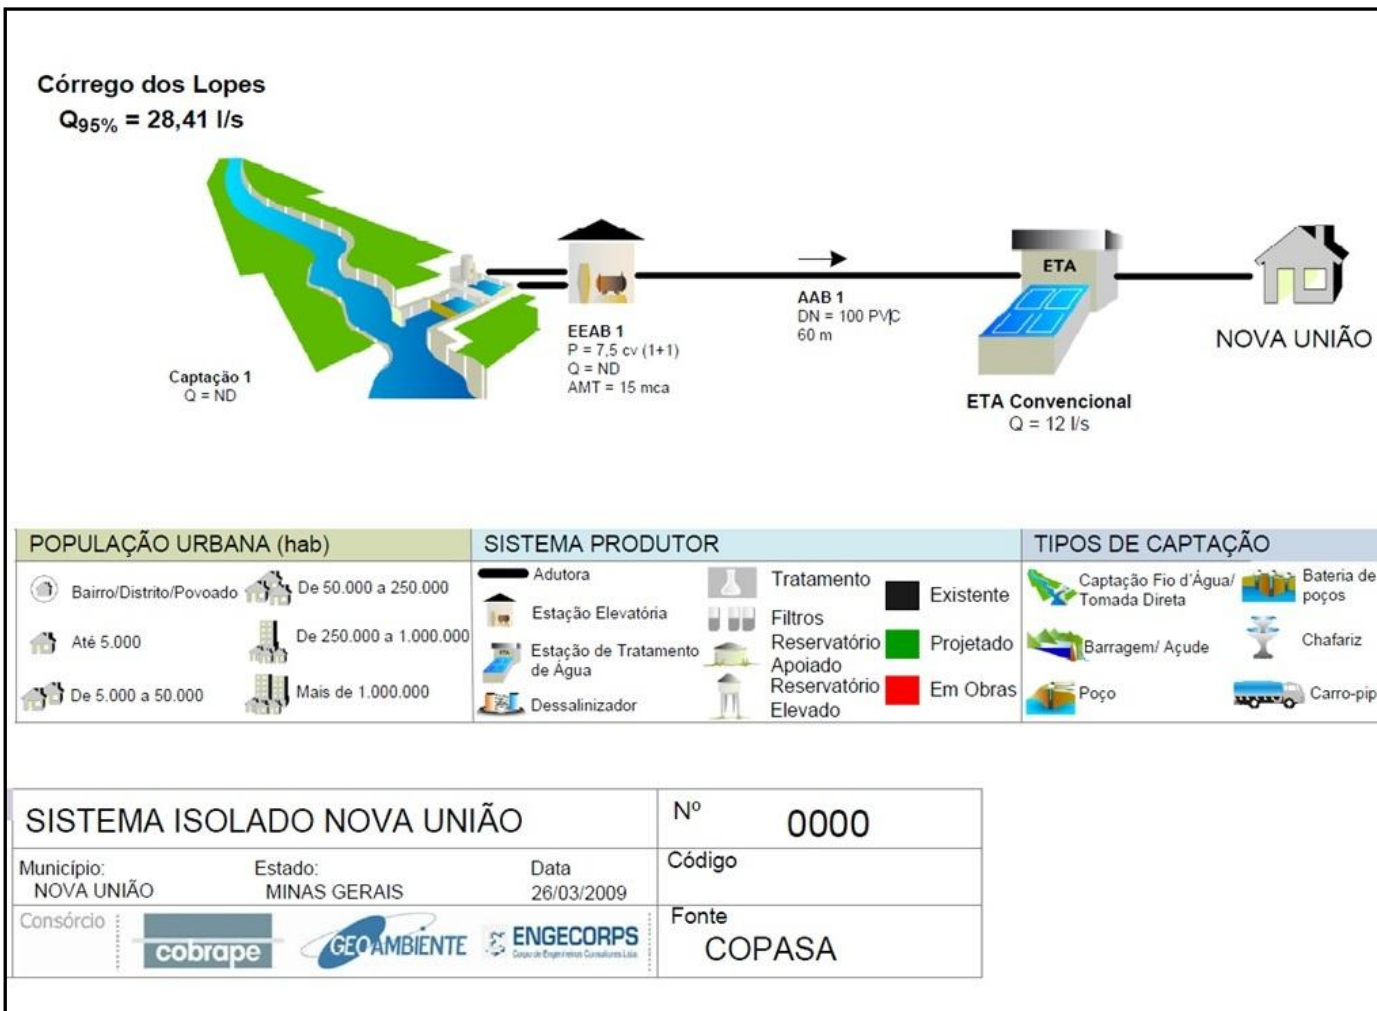 Córrego dos Lopes
Q95% = 28,41 l/s
ETA
AAB 1
DN = 100 PVC
60 m
EEAB 1
P = 7,5 cv (1+1)
Q = ND
AMT = 15 mca
NOVA UNIÃO
Captação 1
Q = ND
ETA Convencional
Q = 12 l/s
POPULAÇÃO URBANA (hab)
Bairro/Distrito/Povoado
De 50.000 a 250.000
Até 5.000
De 250.000 a 1.000.000
De 5.000 a 50.000
Mais de 1.000.000
SISTEMA PRODUTOR
Adutora
Estação Elevatória
Estação de Tratamento
de Água
Dessalinizador
Tratamento
Filtros
Reservatório
Apoiado
Reservatório
Elevado
Existente
Projetado
Em Obras
TIPOS DE CAPTAÇÃO
Captação Fio d'Água/
Tomada Direta
Barragem/ Açude
Poço
Bateria de
poços
Chafariz
Carro-pip
SISTEMA ISOLADO NOVA UNIÃO
Nº 0000
Município:
NOVA UNIÃO
Estado:
MINAS GERAIS
Data
26/03/2009
Código
Consórcio
cobrape
GEOAMBIENTE
ENGECORPS
Corpo de Engenheiros Consultores Ltda.
Fonte
COPASA